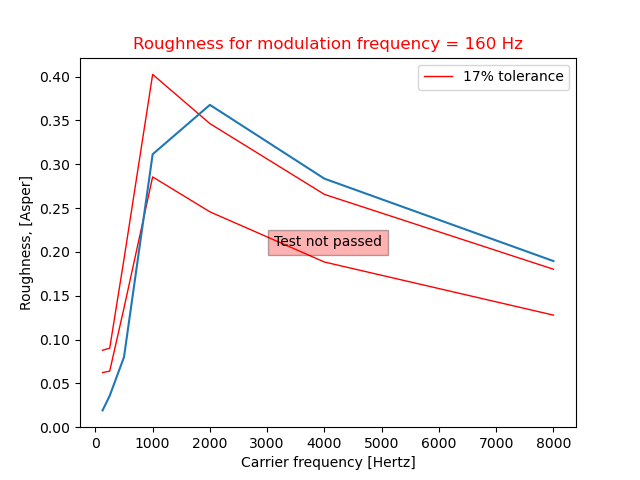 Roughness for modulation frequency = 160 Hz
17% tolerance
0.40
0.35
0.30
0.25
0.20
0.15
0.10
0.05
0.00
Roughness, [Asper]
Test not passed
0 1000 2000 3000 4000 5000 6000 7000 8000
Carrier frequency [Hertz]